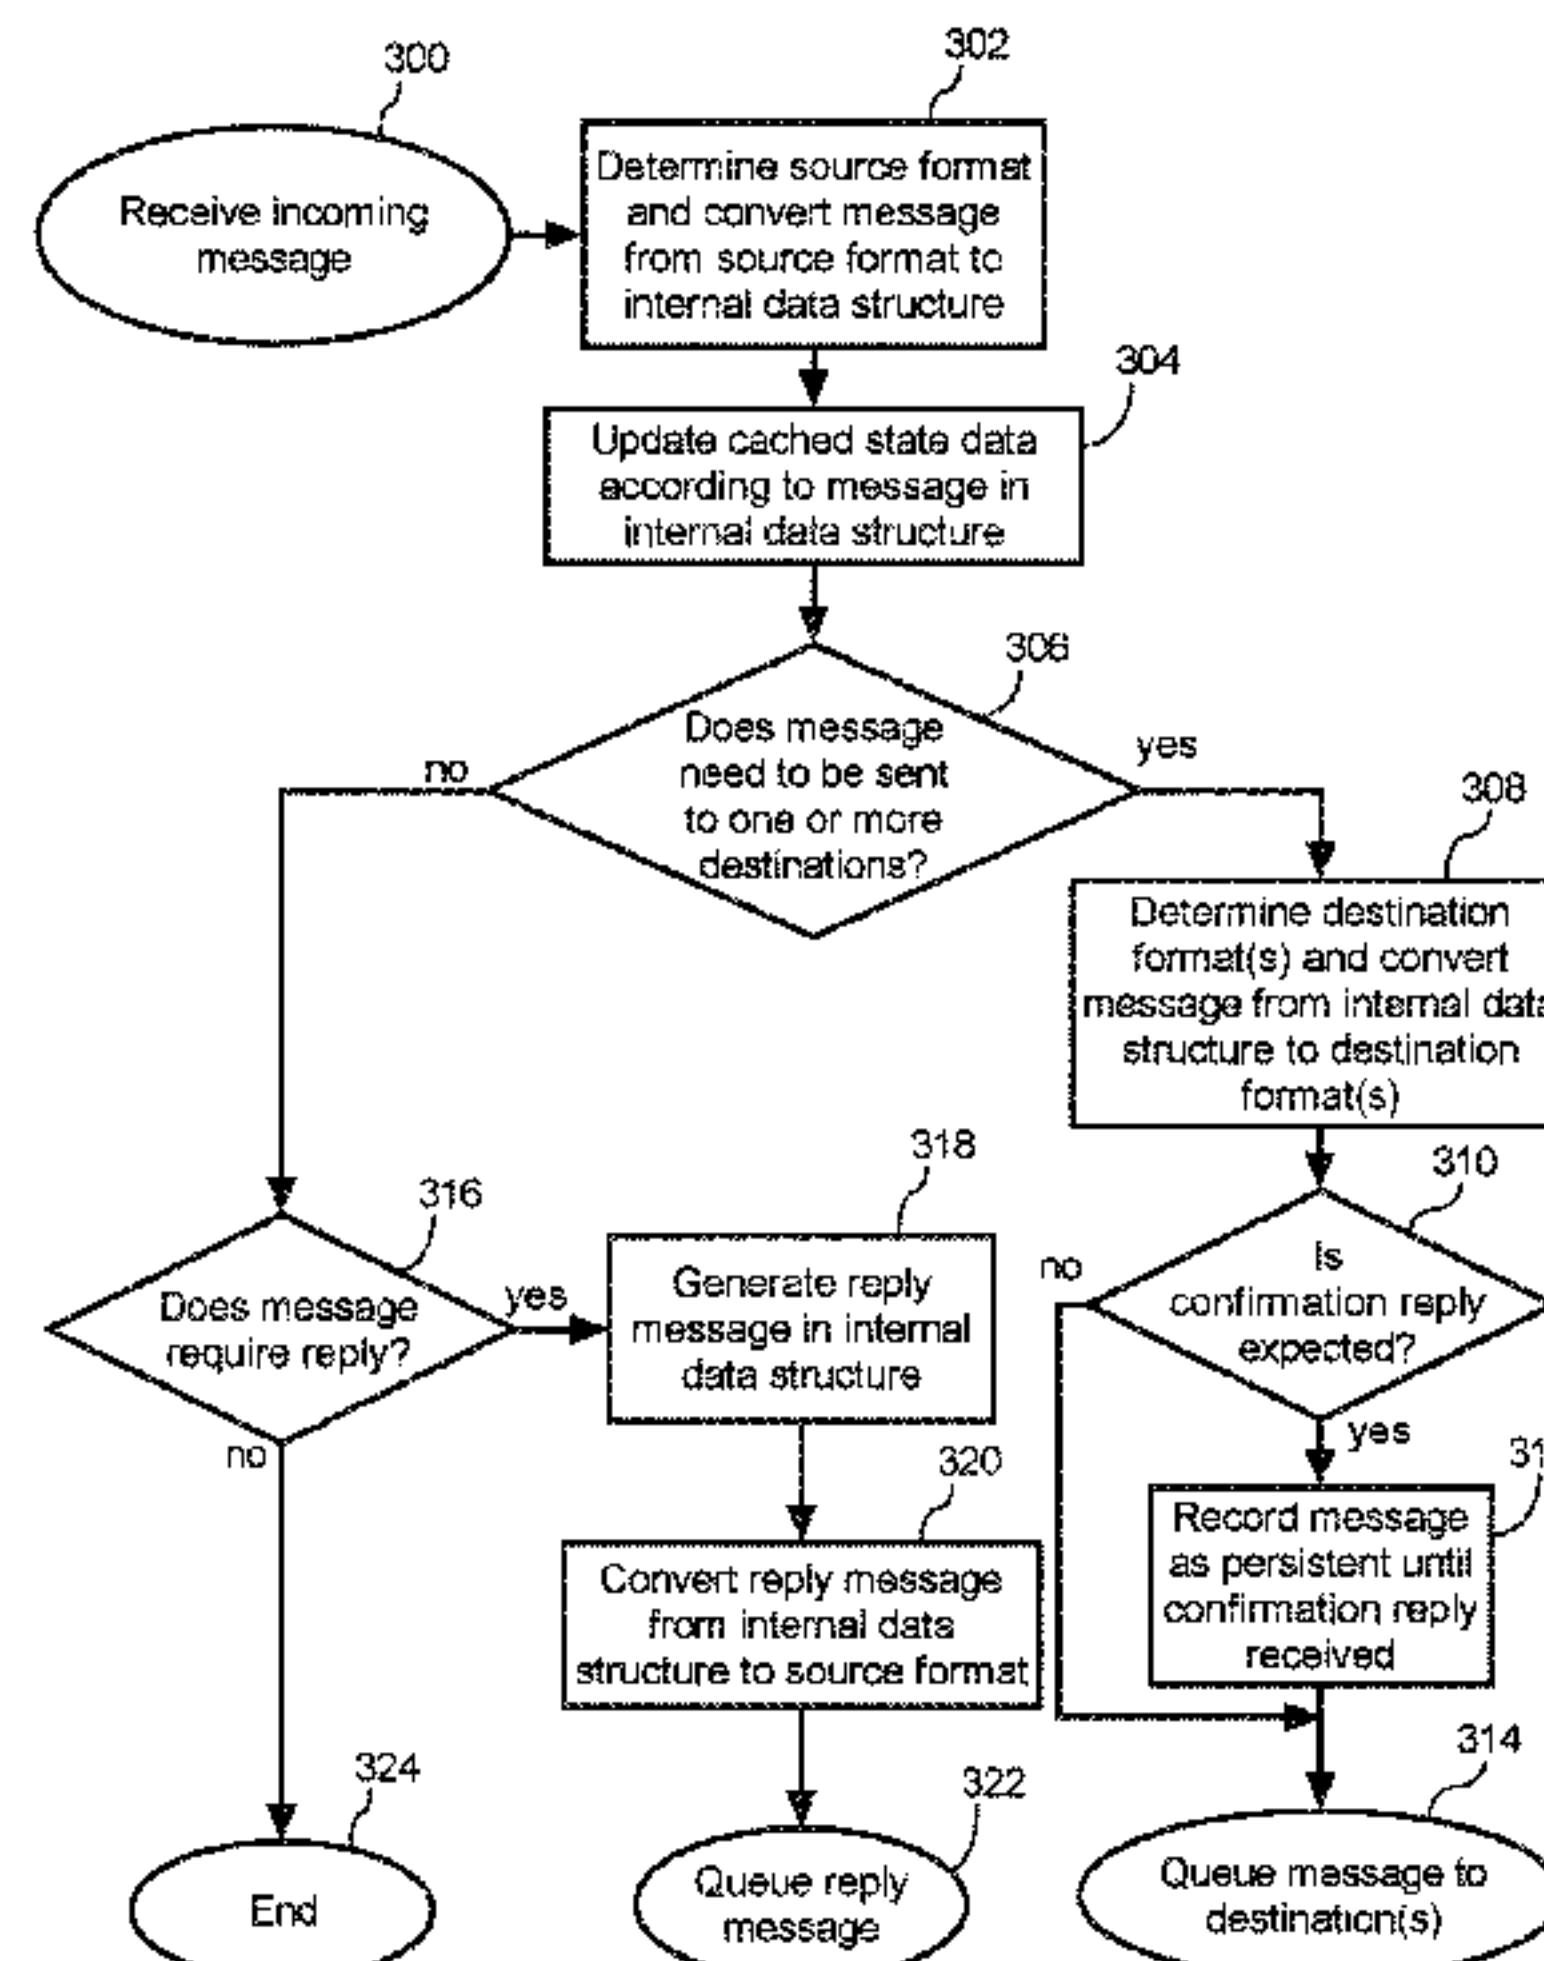 300
Receive incoming
message
302
Determine source format
and convert message
from source format to
internal data structure
304
Update cached state data
according to message in
internal data structure
306
Does message
need to be sent
to one or more
destinations?
no
yes
308
Determine destination
format(s) and convert
message from internal data
structure to destination
format(s)
310
Is
confirmation reply
expected?
no
yes
31
Record message
as persistent until
confirmation reply
received
314
Queue message to
destination(s)
316
Does message
require reply?
yes
no
318
Generate reply
message in internal
data structure
320
Convert reply message
from internal data
structure to source format
322
Queue reply
message
324
End